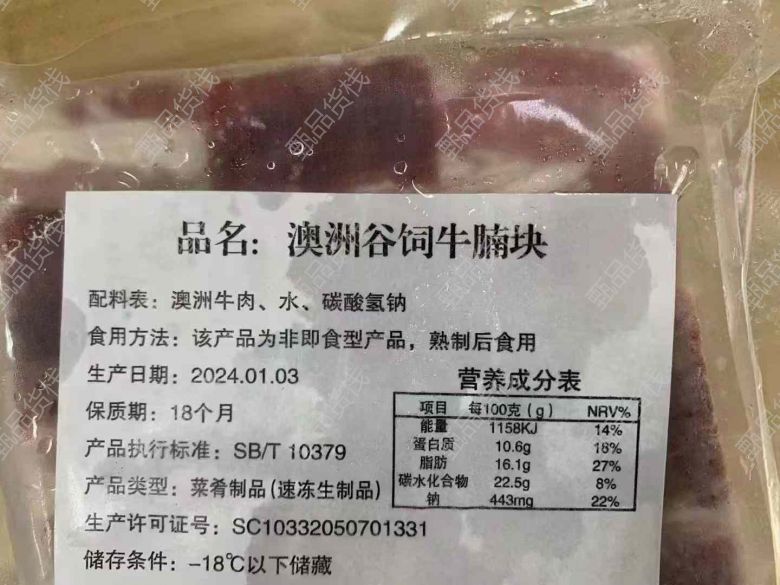 品名：澳洲谷饲牛腩块
配料表：澳洲牛肉、水、碳酸氢钠
食用方法：该产品为非即食型产品，熟制后食用
生产日期：2024.01.03
保质期：18个月
产品执行标准：SB/T 10379
产品类型：菜肴制品(速冻生制品)
生产许可证号：SC10332050701331
储存条件：-18℃以下储藏
营养成分表
项目 每100克（g） NRV%
能量 1158KJ 14%
蛋白质 10.6g 18%
脂肪 16.1g 27%
碳水化合物 22.5g 8%
钠 443mg 22%
甄品货栈